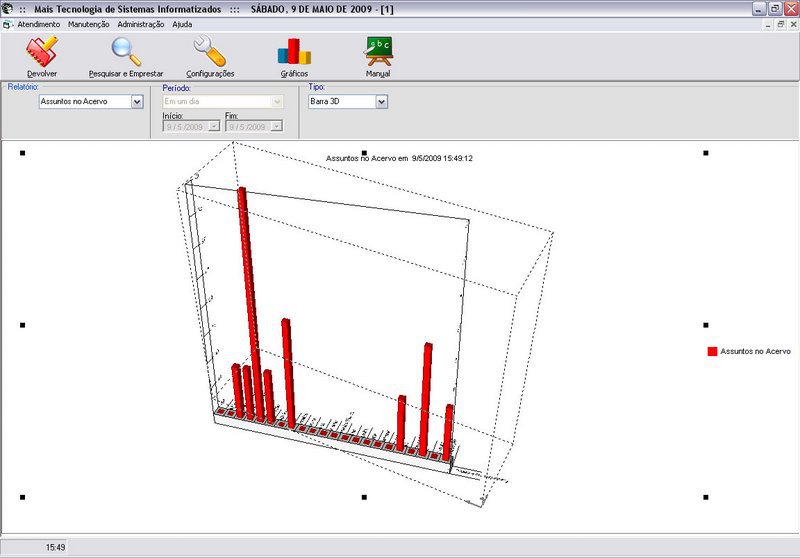 :: Mais Tecnologia de Sistemas Informatizados ::: SÁBADO, 9 DE MAIO DE 2009 - [1]
Atendimento Manutenção Administração Ajuda
Devolver Pesquisar e Emprestar Configurações Gráficos Manual
abc
Relatório: Período: Tipo:
Assuntos no Acervo Em um dia Barra 3D
Início: Fim:
9 / 5 /2009 9 / 5 /2009
Assuntos no Acervo em 9/5/2009 15:49:12
Assuntos no Acervo
15:49